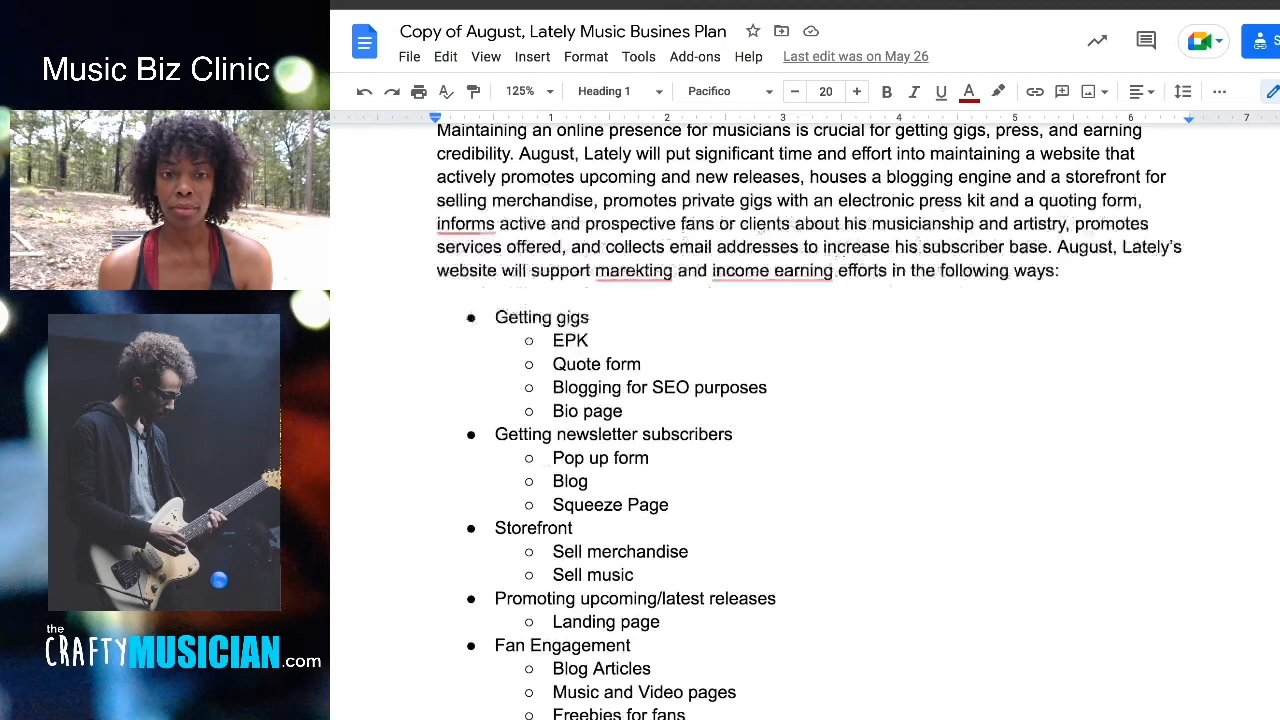 Music Biz Clinic
the
CRAFTYMUSICIAN.com
Copy of August, Lately Music Busines Plan
File Edit View Insert Format Tools Add-ons Help Last edit was on May 26
125% Heading 1 Pacifico 20 B I U A
1 2 3 4 5 6 7
Maintaining an online presence for musicians is crucial for getting gigs, press, and earning
credibility. August, Lately will put significant time and effort into maintaining a website that
actively promotes upcoming and new releases, houses a blogging engine and a storefront for
selling merchandise, promotes private gigs with an electronic press kit and a quoting form,
informs active and prospective fans or clients about his musicianship and artistry, promotes
services offered, and collects email addresses to increase his subscriber base. August, Lately's
website will support marekting and income earning efforts in the following ways:
● Getting gigs
○ EPK
○ Quote form
○ Blogging for SEO purposes
○ Bio page
● Getting newsletter subscribers
○ Pop up form
○ Blog
○ Squeeze Page
● Storefront
○ Sell merchandise
○ Sell music
● Promoting upcoming/latest releases
○ Landing page
● Fan Engagement
○ Blog Articles
○ Music and Video pages
○ Freebies for fans